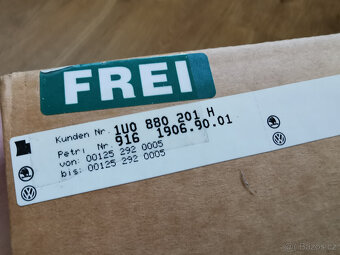 FREI
Kunden Nr. 1U0 880 201 H
Petri Nr. 916 1906.90.01
von: 00125 292 0005
bis: 00125 292 0005